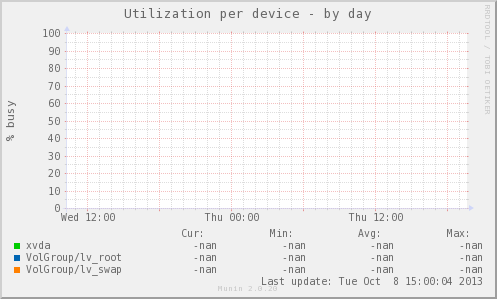 Utilization per device - by day
RRDTOOL / TOBI OETIKER
% busy
100
90
80
70
60
50
40
30
20
10
0
Wed 12:00 Thu 00:00 Thu 12:00
Cur: Min: Avg: Max:
xvda -nan -nan -nan -nan
VolGroup/lv_root -nan -nan -nan -nan
VolGroup/lv_swap -nan -nan -nan -nan
Last update: Tue Oct  8 15:00:04 2013
Munin 2.0.20